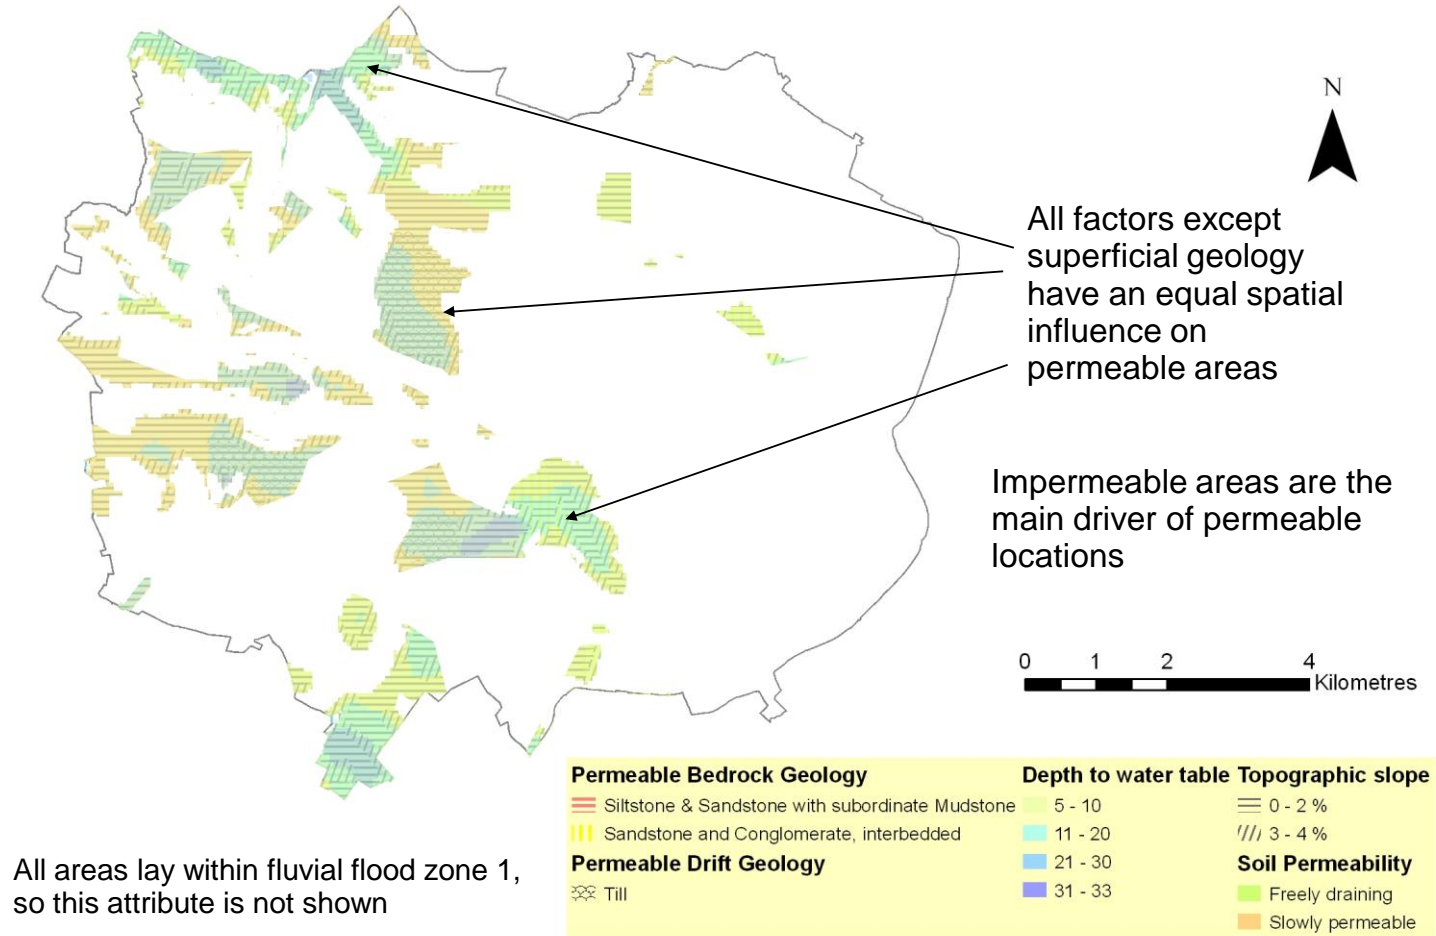 N
All factors except
superficial geology
have an equal spatial
influence on
permeable areas
Impermeable areas are the
main driver of permeable
locations
0 1 2 4
Kilometres
Permeable Bedrock Geology
Siltstone & Sandstone with subordinate Mudstone
Sandstone and Conglomerate, interbedded
Permeable Drift Geology
Till
Depth to water table
5 - 10
11 - 20
21 - 30
31 - 33
Topographic slope
0 - 2 %
3 - 4 %
Soil Permeability
Freely draining
Slowly permeable
All areas lay within fluvial flood zone 1,
so this attribute is not shown